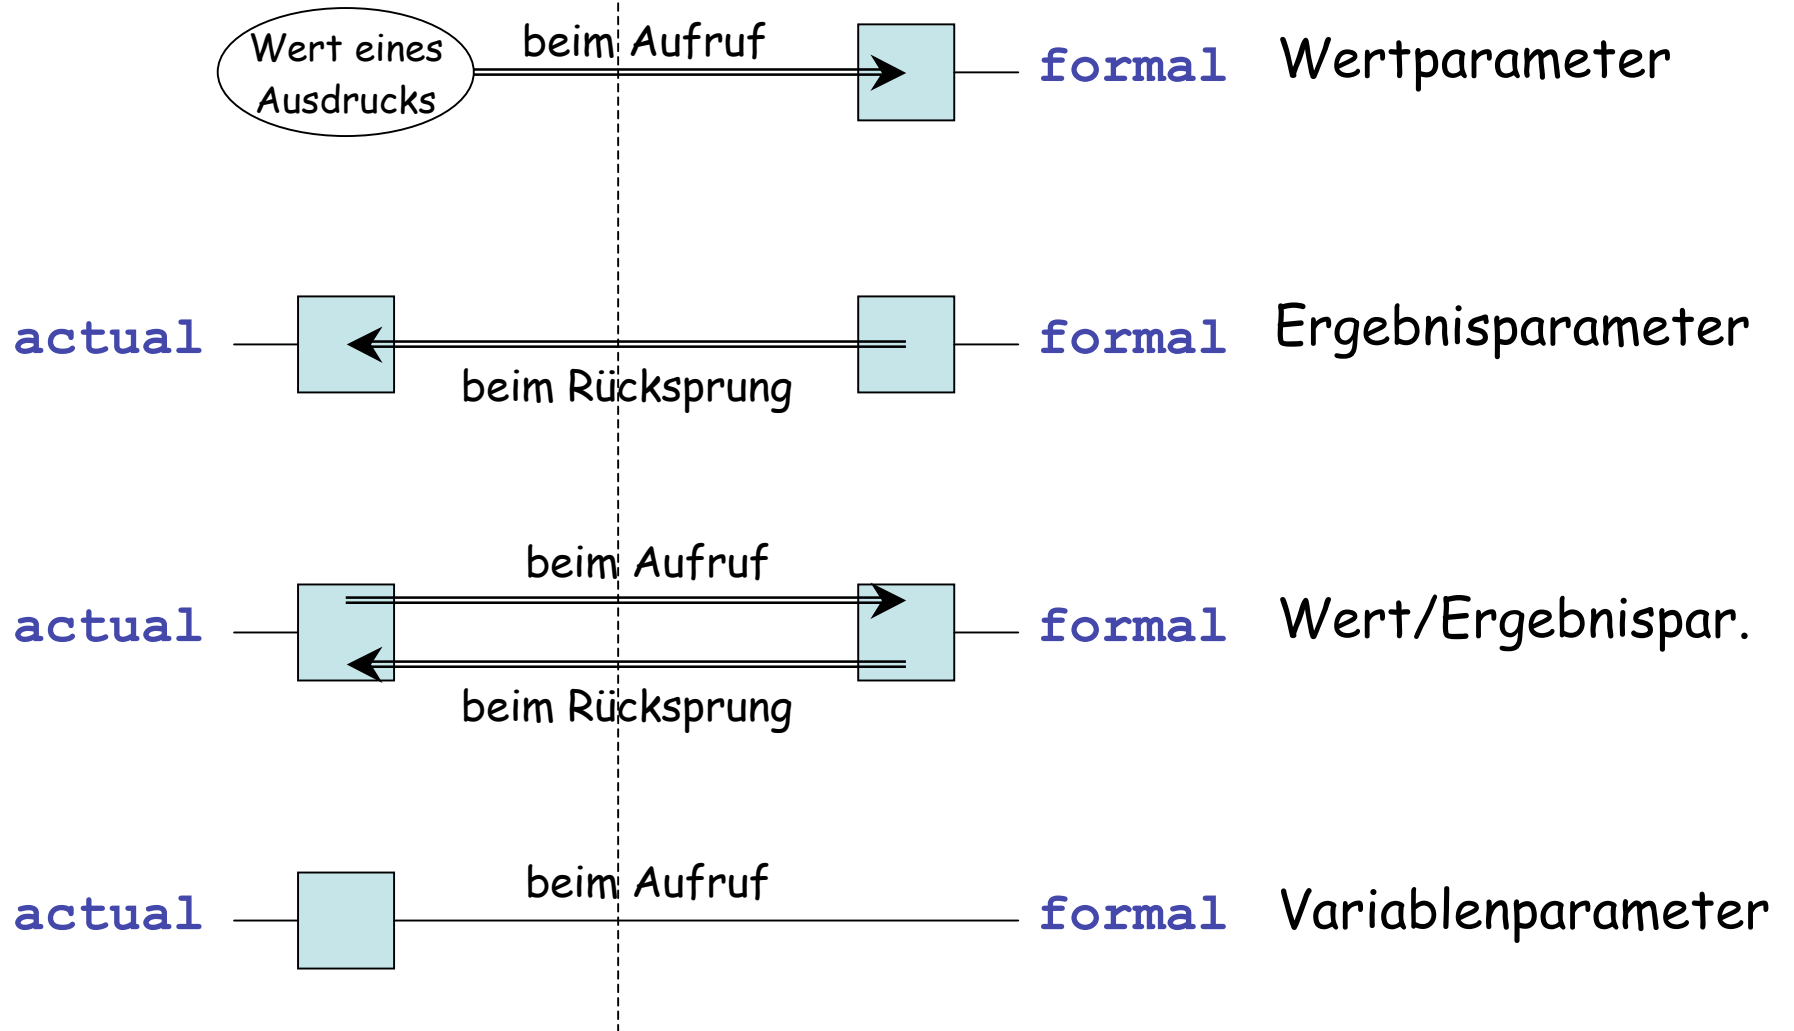 Wert eines
Ausdrucks
beim Aufruf
formal
Wertparameter
actual
beim Rücksprung
formal
Ergebnisparameter
actual
beim Aufruf
beim Rücksprung
formal
Wert/Ergebnispar.
actual
beim Aufruf
formal
Variablenparameter